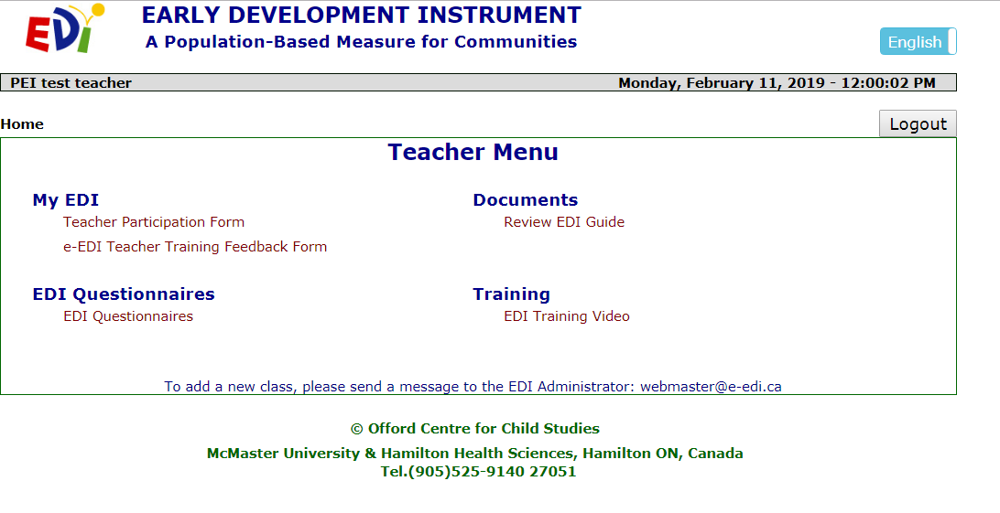 EDi
EARLY DEVELOPMENT INSTRUMENT
A Population-Based Measure for Communities
English
PEI test teacher
Monday, February 11, 2019 - 12:00:02 PM
Home
Logout
Teacher Menu
My EDI
Teacher Participation Form
e-EDI Teacher Training Feedback Form
Documents
Review EDI Guide
EDI Questionnaires
EDI Questionnaires
Training
EDI Training Video
To add a new class, please send a message to the EDI Administrator: webmaster@e-edi.ca
© Offord Centre for Child Studies
McMaster University & Hamilton Health Sciences, Hamilton ON, Canada
Tel.(905)525-9140 27051